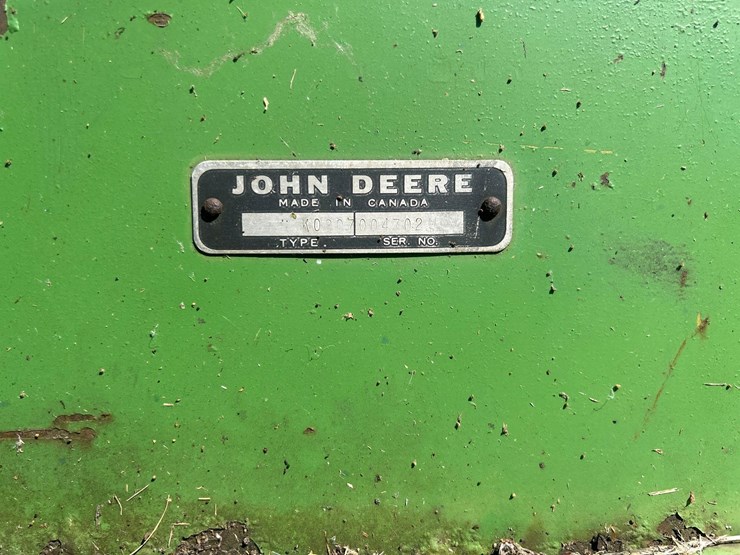 JOHN DEERE
MADE IN CANADA
TYPE SER. NO.